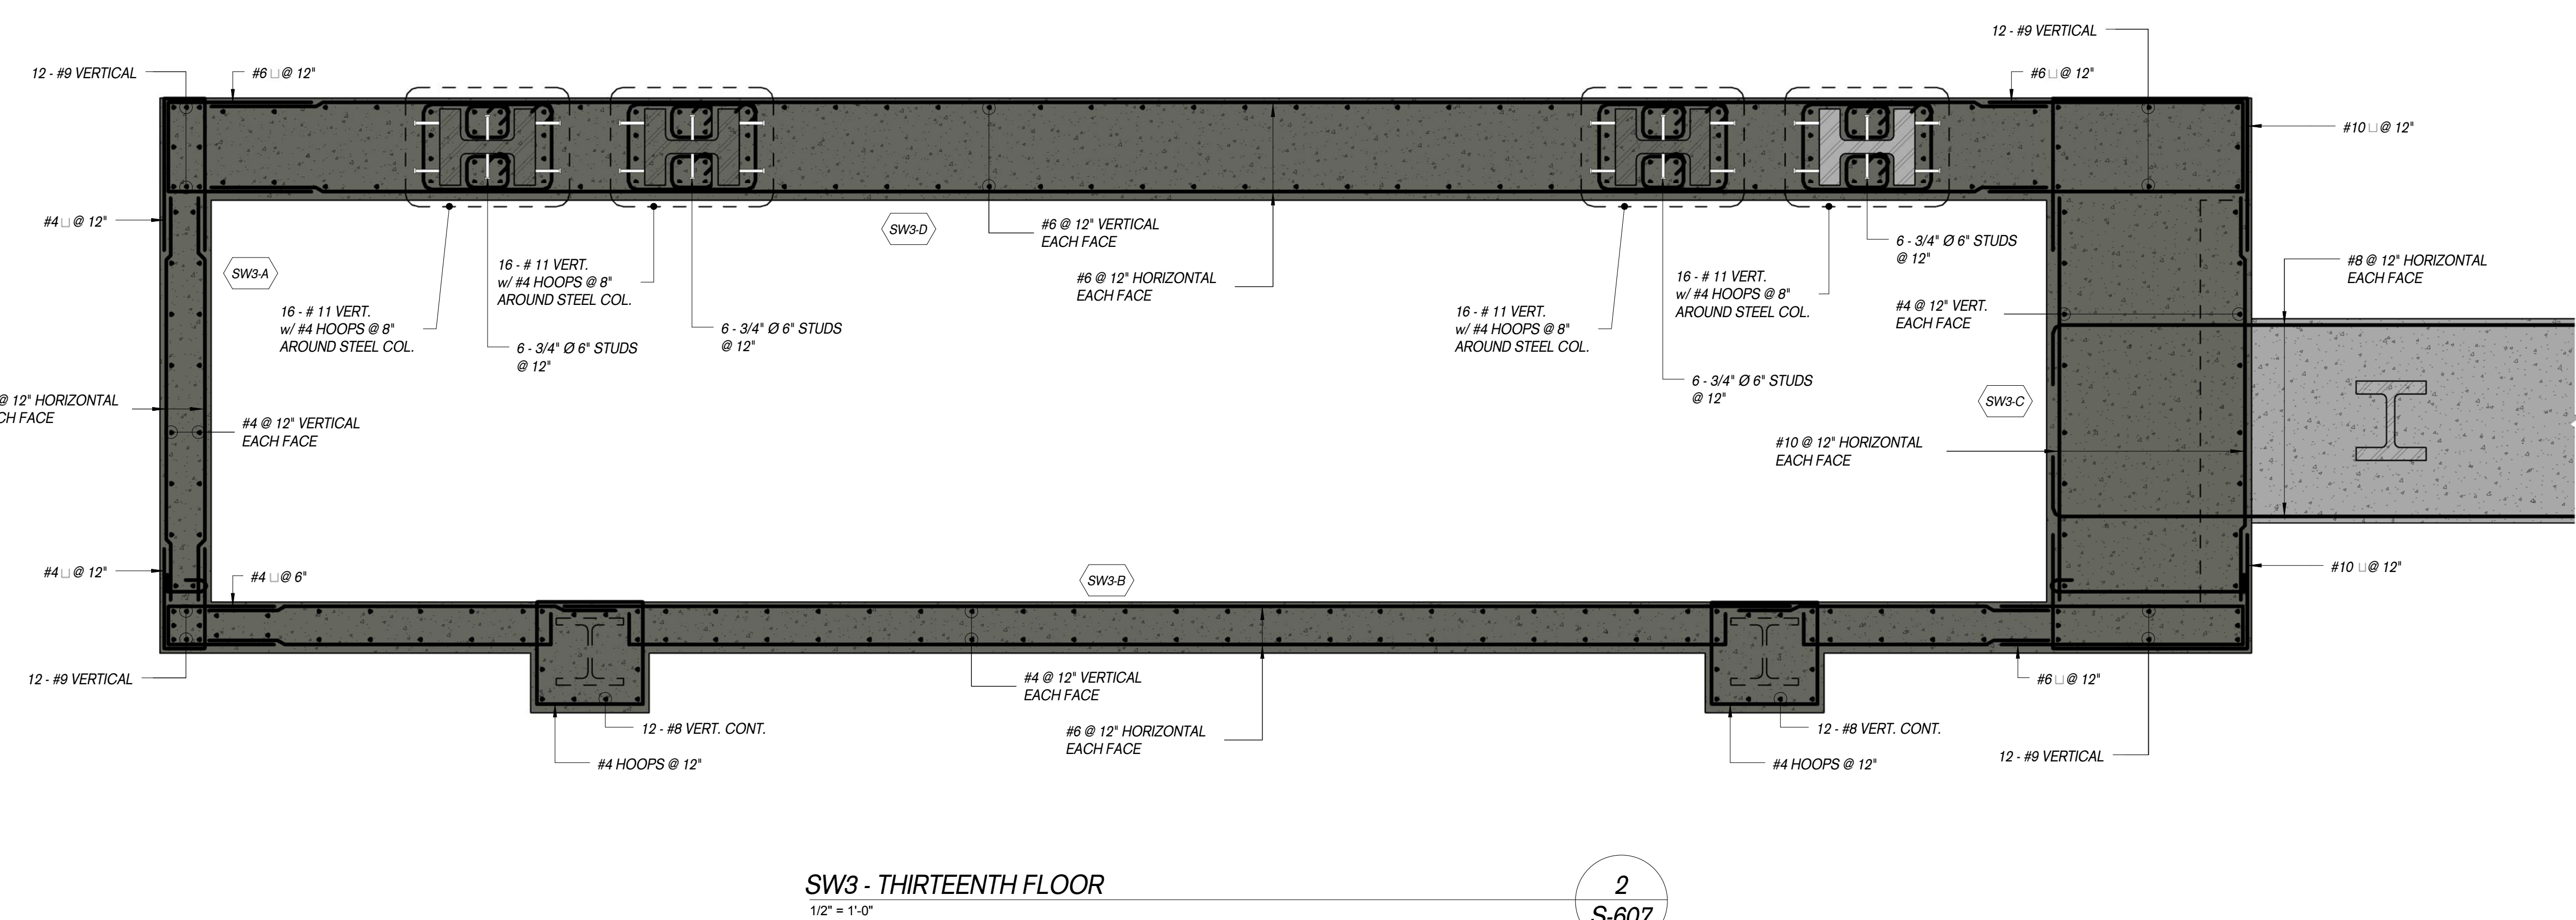 12 - #9 VERTICAL
#6 ⊔ @ 12"
12 - #9 VERTICAL
#6 ⊔ @ 12"
#10 ⊔ @ 12"
#4 ⊔ @ 12"
SW3-A
SW3-D
#6 @ 12" VERTICAL
EACH FACE
#6 @ 12" HORIZONTAL
EACH FACE
16 - # 11 VERT.
w/ #4 HOOPS @ 8"
AROUND STEEL COL.
16 - # 11 VERT.
w/ #4 HOOPS @ 8"
AROUND STEEL COL.
6 - 3/4" Ø 6" STUDS
@ 12"
6 - 3/4" Ø 6" STUDS
@ 12"
16 - # 11 VERT.
w/ #4 HOOPS @ 8"
AROUND STEEL COL.
16 - # 11 VERT.
w/ #4 HOOPS @ 8"
AROUND STEEL COL.
6 - 3/4" Ø 6" STUDS
@ 12"
6 - 3/4" Ø 6" STUDS
@ 12"
#4 @ 12" VERT.
EACH FACE
#8 @ 12" HORIZONTAL
EACH FACE
@ 12" HORIZONTAL
CH FACE
#4 @ 12" VERTICAL
EACH FACE
SW3-C
#10 @ 12" HORIZONTAL
EACH FACE
#4 ⊔ @ 12"
#4 ⊔ @ 6"
SW3-B
#10 ⊔ @ 12"
12 - #9 VERTICAL
#4 @ 12" VERTICAL
EACH FACE
#6 ⊔ @ 12"
12 - #8 VERT. CONT.
#4 HOOPS @ 12"
#6 @ 12" HORIZONTAL
EACH FACE
12 - #8 VERT. CONT.
#4 HOOPS @ 12"
12 - #9 VERTICAL
SW3 - THIRTEENTH FLOOR
1/2" = 1'-0"
2
S-607